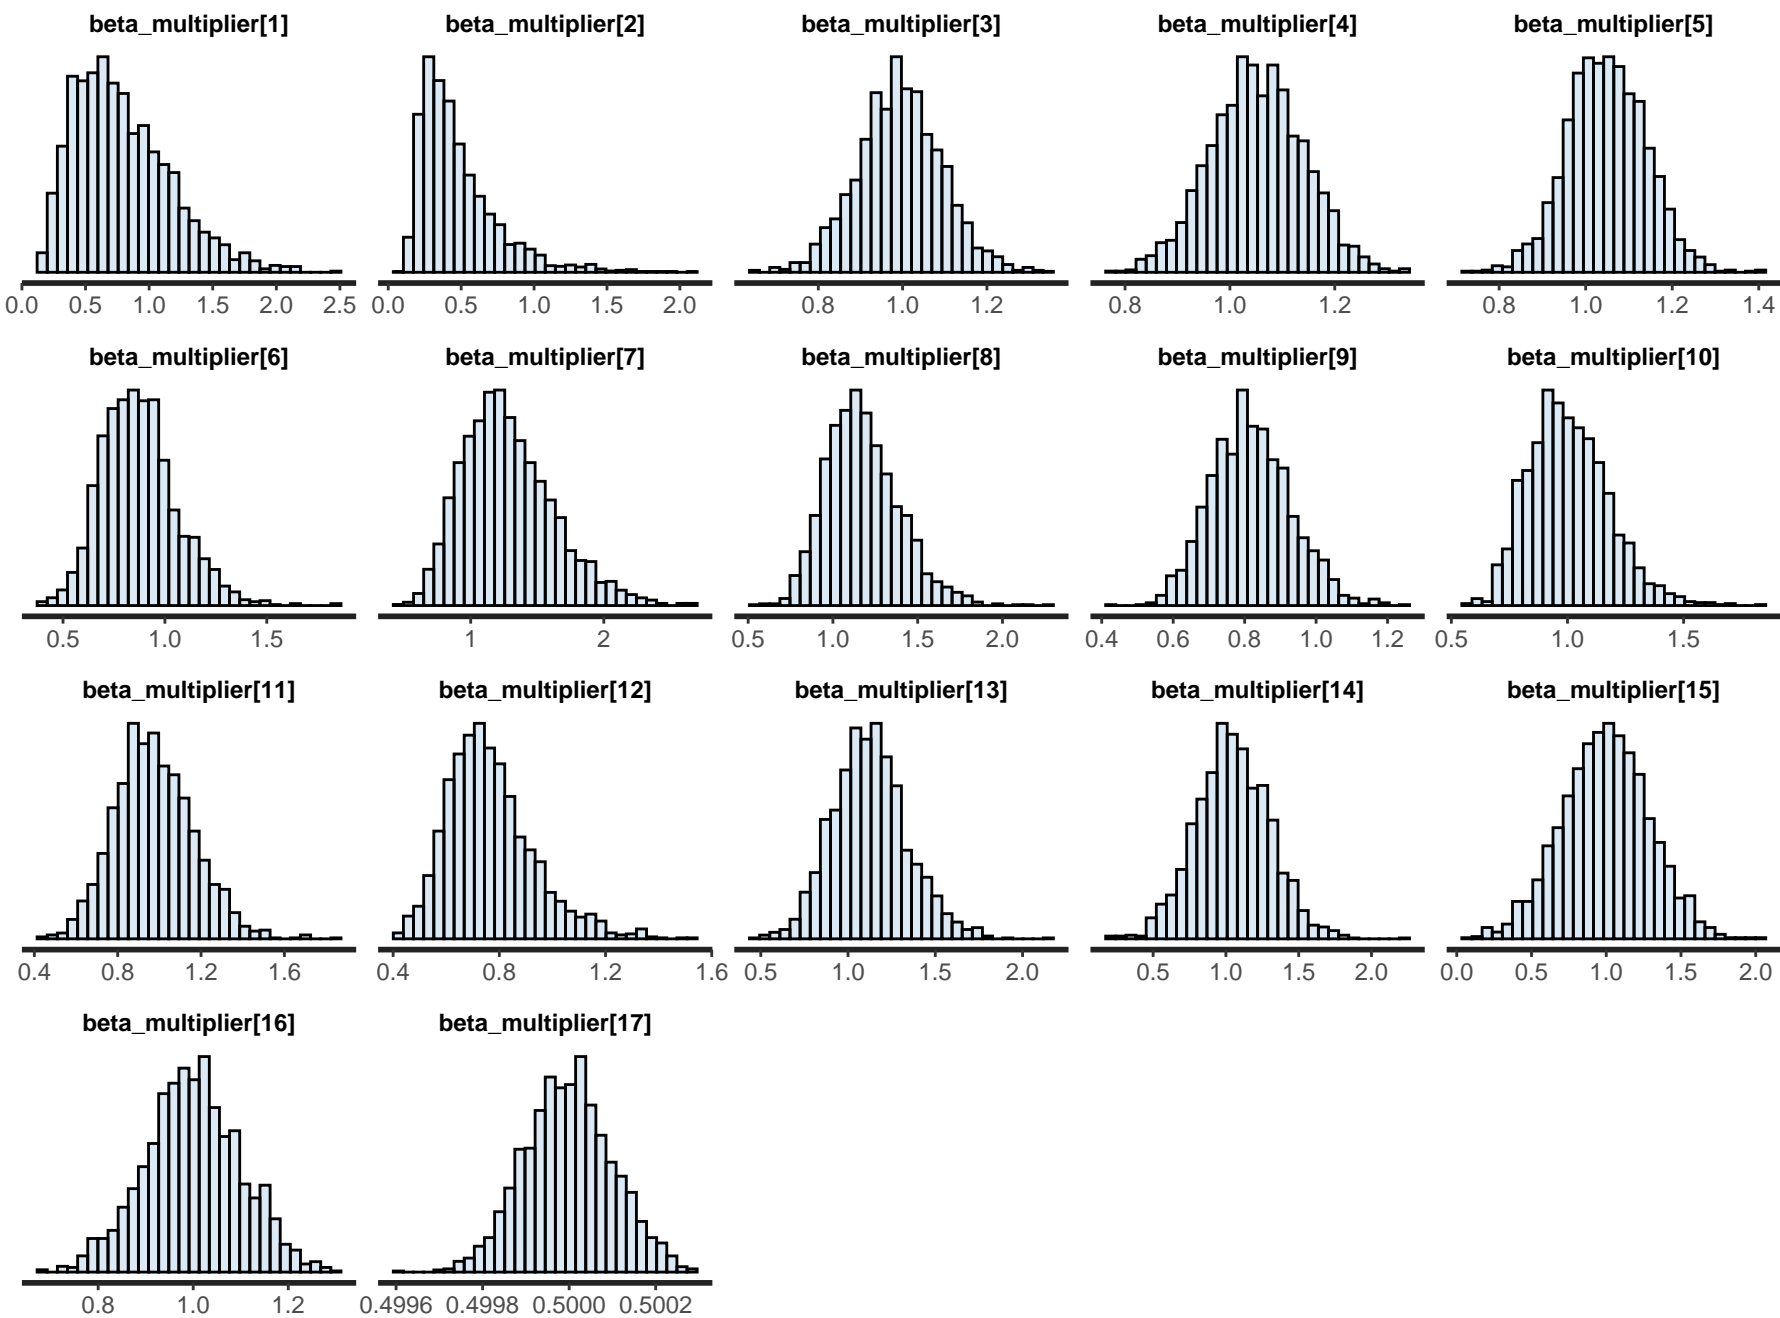 beta_multiplier[1] beta_multiplier[2] beta_multiplier[3] beta_multiplier[4] beta_multiplier[5]
0.0 0.5 1.0 1.5 2.0 2.5 0.0 0.5 1.0 1.5 2.0 0.8 1.0 1.2 0.8 1.0 1.2 0.8 1.0 1.2 1.4
beta_multiplier[6] beta_multiplier[7] beta_multiplier[8] beta_multiplier[9] beta_multiplier[10]
0.5 1.0 1.5 1 2 0.5 1.0 1.5 2.0 0.4 0.6 0.8 1.0 1.2 0.5 1.0 1.5
beta_multiplier[11] beta_multiplier[12] beta_multiplier[13] beta_multiplier[14] beta_multiplier[15]
0.4 0.8 1.2 1.6 0.4 0.8 1.2 1.6 0.5 1.0 1.5 2.0 0.5 1.0 1.5 2.0 0.0 0.5 1.0 1.5 2.0
beta_multiplier[16] beta_multiplier[17]
0.8 1.0 1.2 0.4996 0.4998 0.5000 0.5002